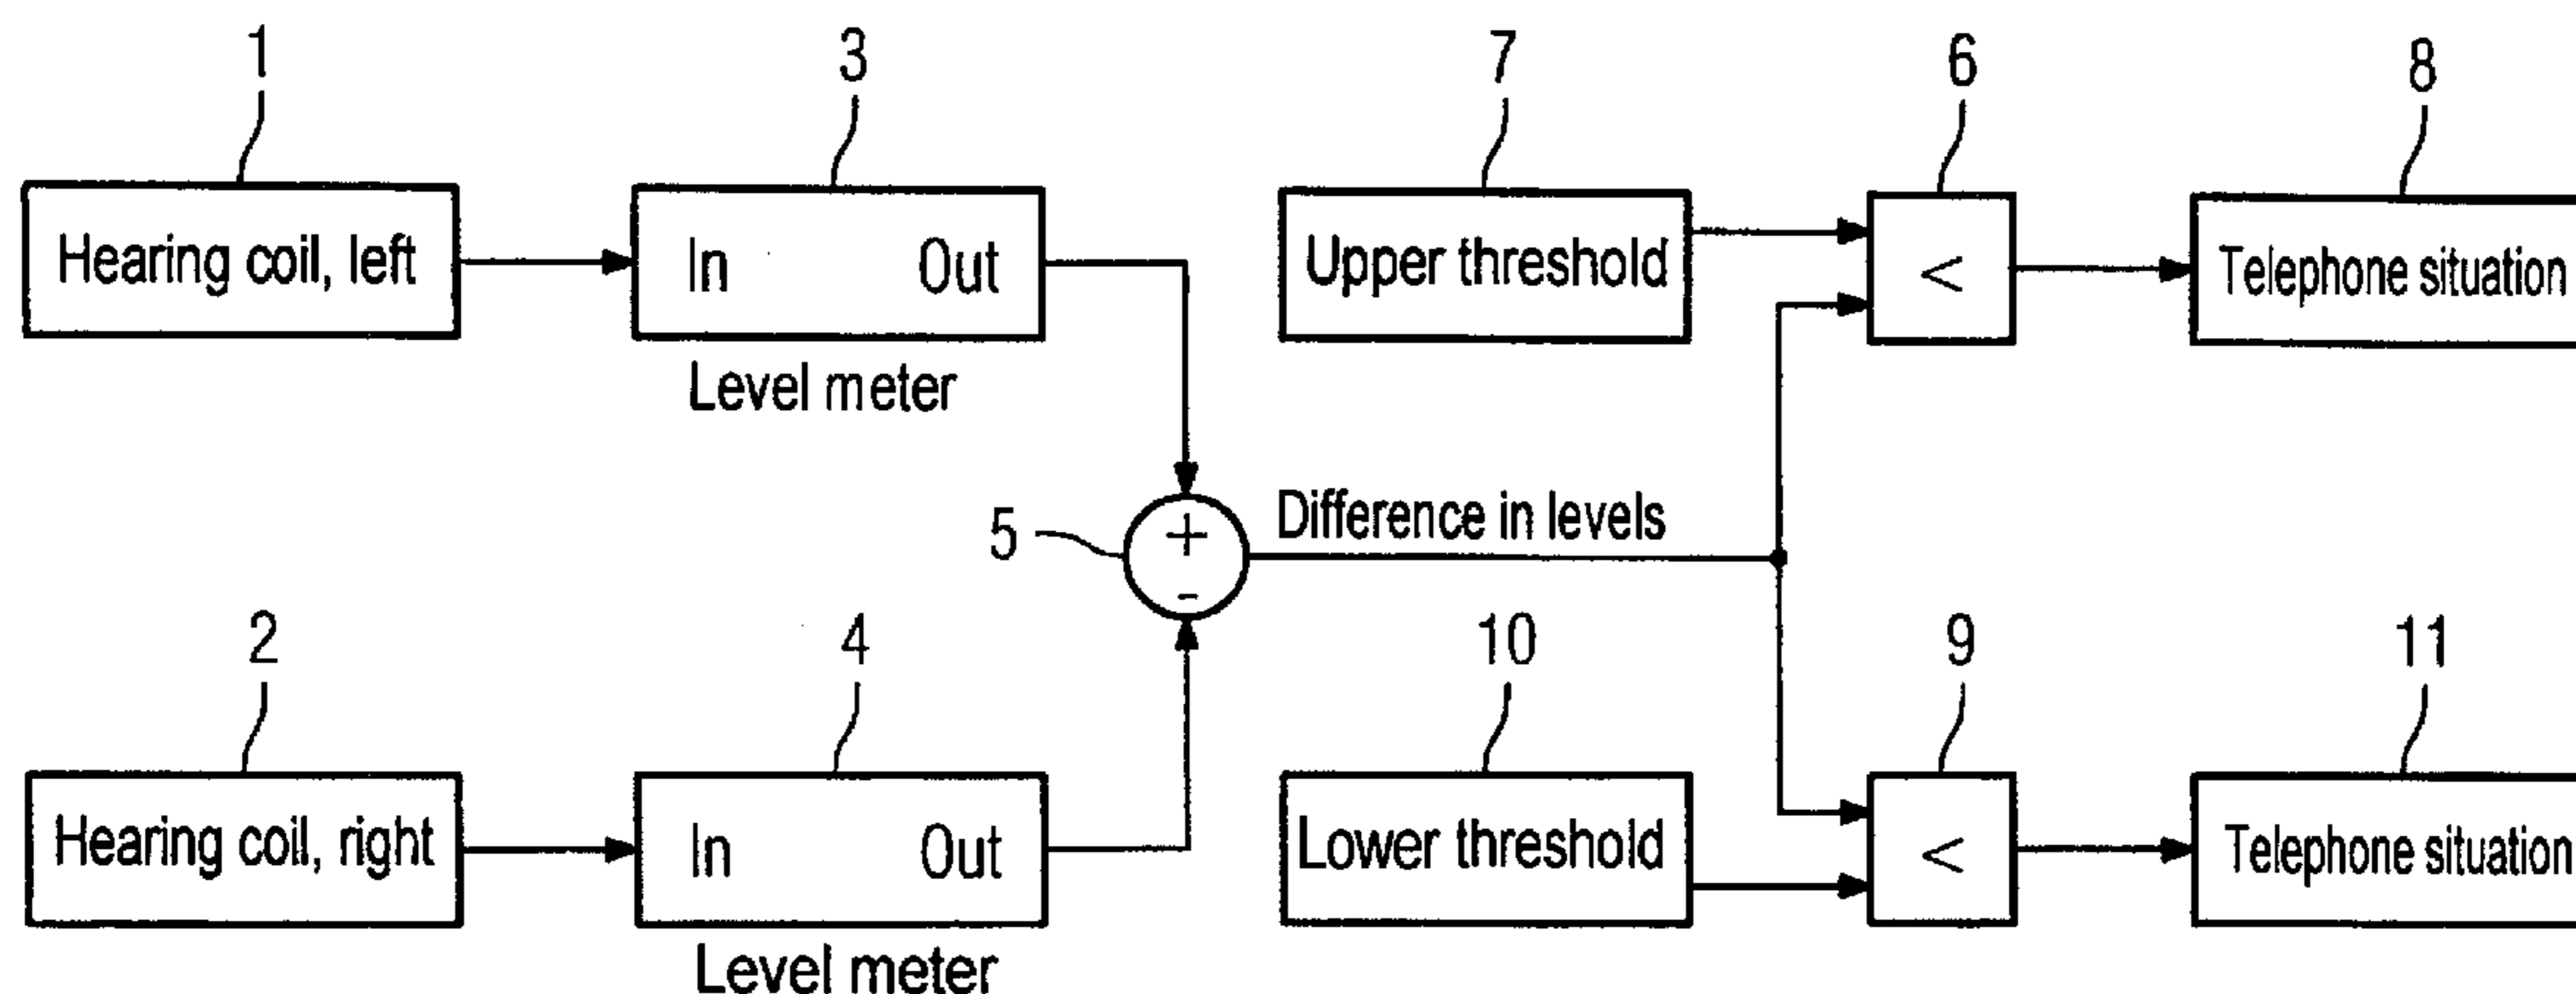 1
3
7
6
8
Hearing coil, left
In
Out
Upper threshold
<
Telephone situation
Level meter
5
+
-
Difference in levels
2
4
10
9
11
Hearing coil, right
In
Out
Lower threshold
<
Telephone situation
Level meter